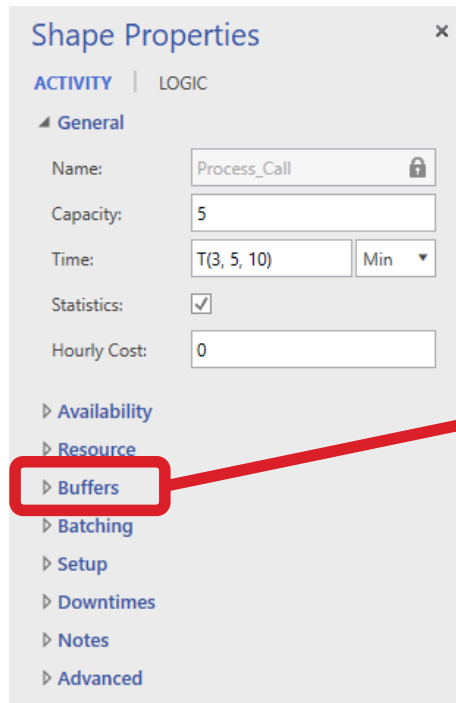 Shape Properties
ACTIVITY | LOGIC
General
Name: Process_Call
Capacity: 5
Time: T(3, 5, 10) Min
Statistics:
Hourly Cost: 0
Availability
Resource
Buffers
Batching
Setup
Downtimes
Notes
Advanced